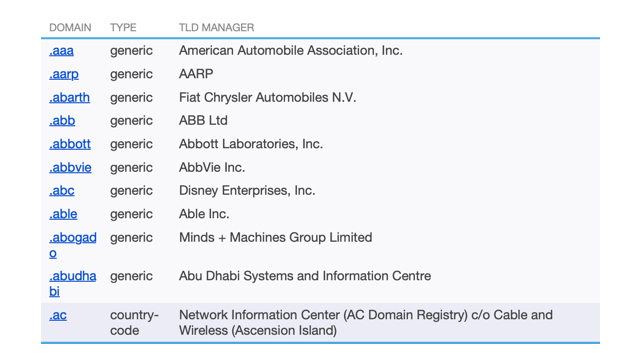 DOMAIN TYPE TLD MANAGER
.aaa generic American Automobile Association, Inc.
.aarp generic AARP
.abarth generic Fiat Chrysler Automobiles N.V.
.abb generic ABB Ltd
.abbott generic Abbott Laboratories, Inc.
.abbvie generic AbbVie Inc.
.abc generic Disney Enterprises, Inc.
.able generic Able Inc.
.abogad generic Minds + Machines Group Limited
o
.abudha generic Abu Dhabi Systems and Information Centre
bi
.ac country- Network Information Center (AC Domain Registry) c/o Cable and
code Wireless (Ascension Island)